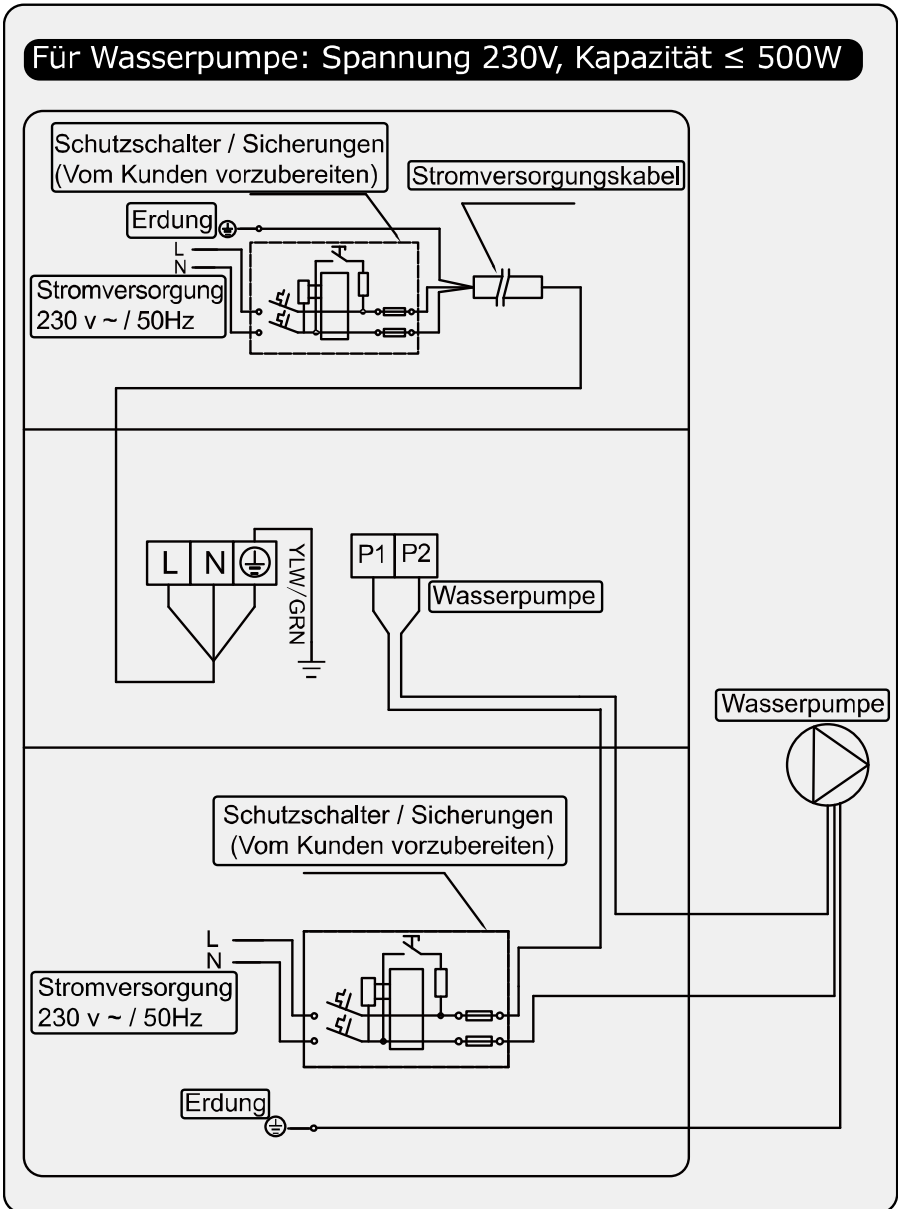 Für Wasserpumpe: Spannung 230V, Kapazität ≤ 500W
Schutzschalter / Sicherungen
(Vom Kunden vorzubereiten)
Stromversorgungskabel
Erdung
L
N
Stromversorgung
230 v ~ / 50Hz
L N
YLW/GRN
P1 P2
Wasserpumpe
Wasserpumpe
Schutzschalter / Sicherungen
(Vom Kunden vorzubereiten)
L
N
Stromversorgung
230 v ~ / 50Hz
Erdung